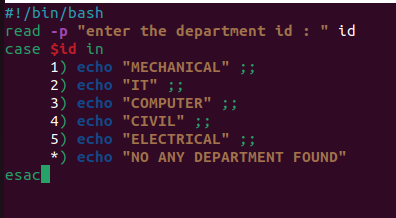 #!/bin/bash
read -p "enter the department id : " id
case $id in
        1) echo "MECHANICAL" ;;
        2) echo "IT" ;;
        3) echo "COMPUTER" ;;
        4) echo "CIVIL" ;;
        5) echo "ELECTRICAL" ;;
        *) echo "NO ANY DEPARTMENT FOUND"
esac